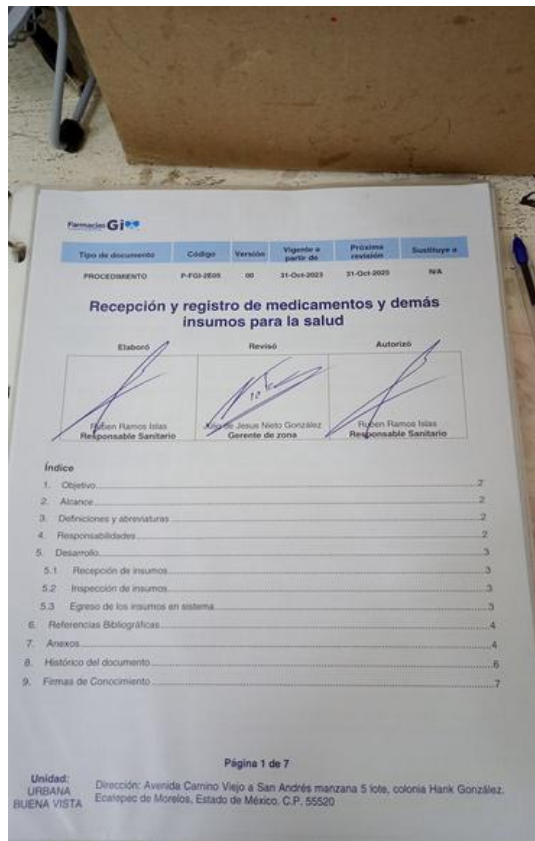 Farmacias Gi
Tipo de documento Código Versión Vigente a partir de Próxima revisión Sustituye a
PROCEDIMIENTO P-FGI-2E05 00 31-Oct-2023 31-Oct-2025 N/A
Recepción y registro de medicamentos y demás
insumos para la salud
Elaboró Revisó Autorizó
Ruben Ramos Islas Julio de Jesus Nieto González Ruben Ramos Islas
Responsable Sanitario Gerente de zona Responsable Sanitario
Índice
1. Objetivo 2
2. Alcance 2
3. Definiciones y abreviaturas 2
4. Responsabilidades 2
5. Desarrollo 3
5.1 Recepción de insumos 3
5.2 Inspección de insumos 3
5.3 Egreso de los insumos en sistema 3
6. Referencias Bibliográficas 4
7. Anexos 4
8. Histórico del documento 6
9. Firmas de Conocimiento 7
Página 1 de 7
Unidad:
URBANA
BUENA VISTA
Dirección: Avenida Camino Viejo a San Andrés manzana 5 lote, colonia Hank González.
Ecatepec de Morelos, Estado de México. C.P. 55520